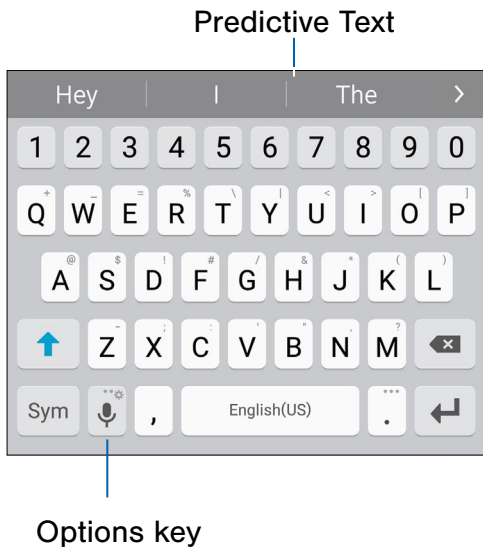 Predictive Text
Hey I The >
1 2 3 4 5 6 7 8 9 0
+ _ = % \ | < > [ ]
Q W E R T Y U I O P
@ $ ! # / & * ( )
A S D F G H J K L
- ; : ' " , ?
Z X C V B N M
Sym , English(US) .
Options key